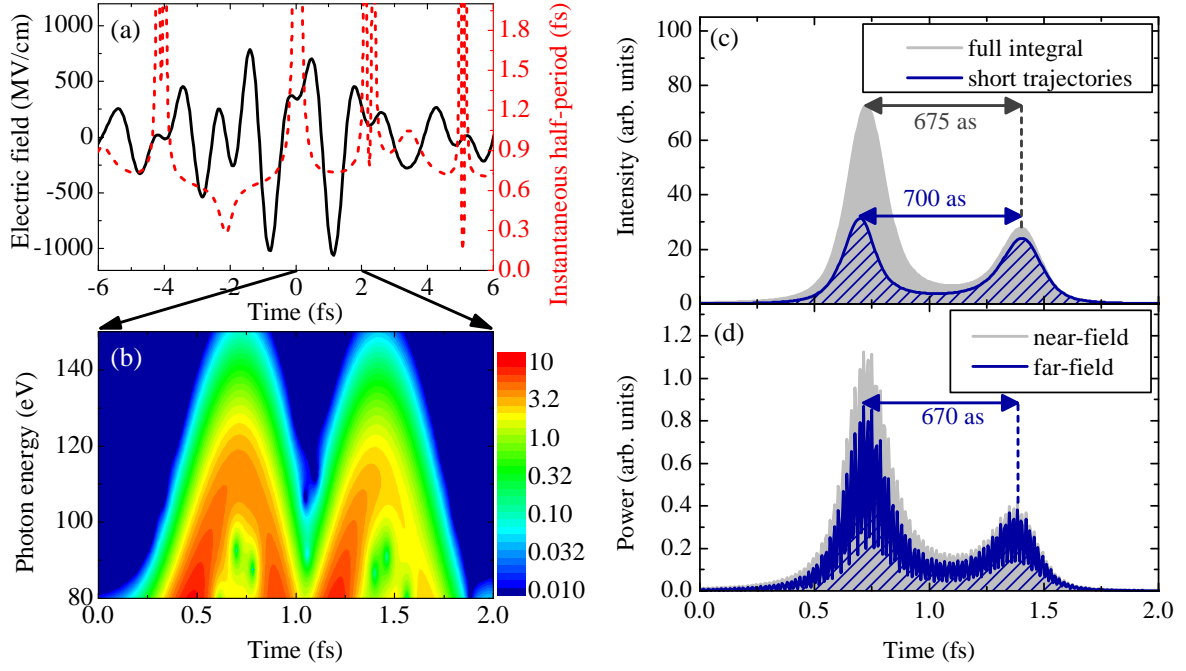 (a)
Electric field (MV/cm)
1000
500
0
-500
-1000
1.8
1.5
1.2
0.9
0.6
0.3
0.0
Instantaneous half-period (fs)
-6 -4 -2 0 2 4 6
Time (fs)
(b)
Photon energy (eV)
140
120
100
80
10
3.2
1.0
0.32
0.10
0.032
0.010
0.0 0.5 1.0 1.5 2.0
Time (fs)
(c)
full integral
short trajectories
Intensity (arb. units)
100
80
60
40
20
0
675 as
700 as
(d)
near-field
far-field
Power (arb. units)
1.2
1.0
0.8
0.6
0.4
0.2
0.0
670 as
0.0 0.5 1.0 1.5 2.0
Time (fs)